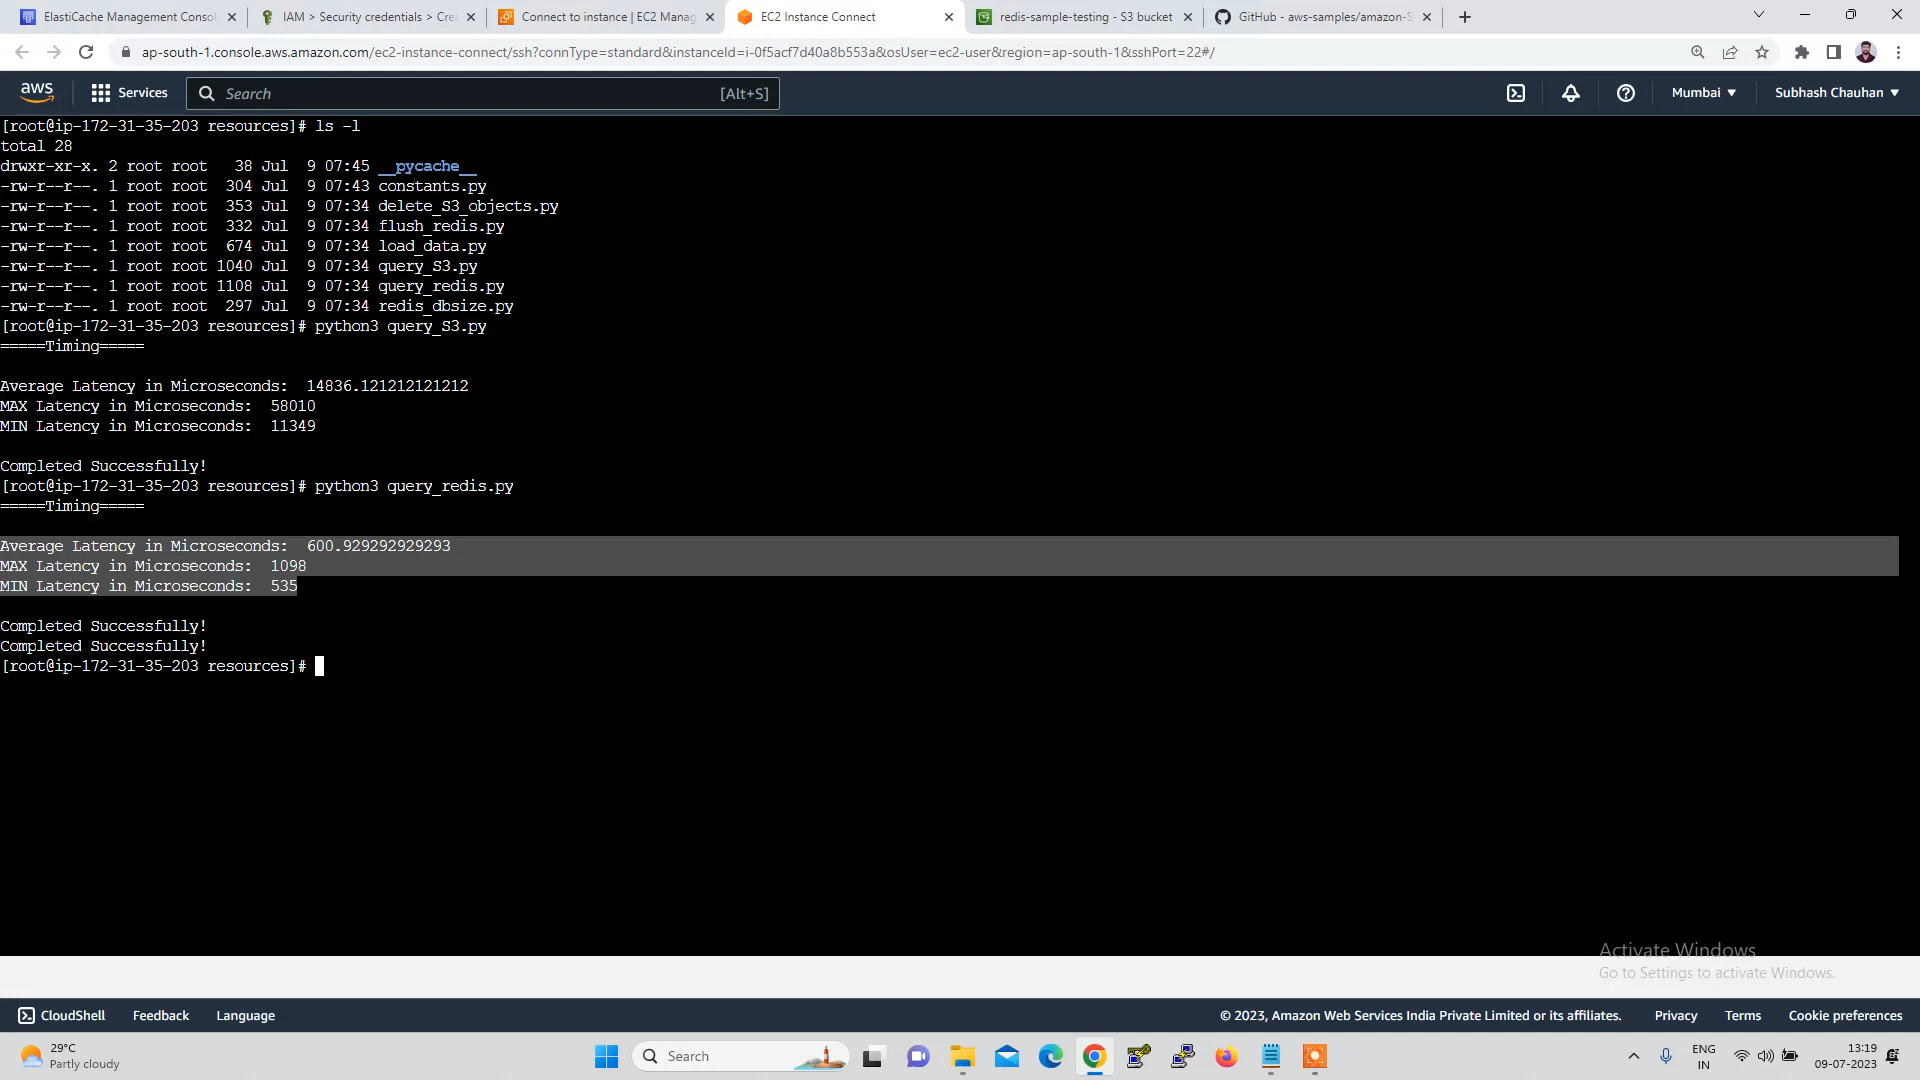 ElastiCache Management Consol
IAM > Security credentials > Crea
Connect to instance | EC2 Manag
EC2 Instance Connect
redis-sample-testing - S3 bucket
GitHub - aws-samples/amazon-S
ap-south-1.console.aws.amazon.com/ec2-instance-connect/ssh?connType=standard&instanceId=i-0f5acf7d40a8b553a&osUser=ec2-user&region=ap-south-1&sshPort=22#/
aws
Services
Search
[Alt+S]
Mumbai
Subhash Chauhan
[root@ip-172-31-35-203 resources]# ls -l
total 28
drwxr-xr-x. 2 root root   38 Jul  9 07:45 __pycache__
-rw-r--r--. 1 root root  304 Jul  9 07:43 constants.py
-rw-r--r--. 1 root root  353 Jul  9 07:34 delete_S3_objects.py
-rw-r--r--. 1 root root  332 Jul  9 07:34 flush_redis.py
-rw-r--r--. 1 root root  674 Jul  9 07:34 load_data.py
-rw-r--r--. 1 root root 1040 Jul  9 07:34 query_S3.py
-rw-r--r--. 1 root root 1108 Jul  9 07:34 query_redis.py
-rw-r--r--. 1 root root  297 Jul  9 07:34 redis_dbsize.py
[root@ip-172-31-35-203 resources]# python3 query_S3.py
=====Timing=====
Average Latency in Microseconds:  14836.121212121212
MAX Latency in Microseconds:  58010
MIN Latency in Microseconds:  11349
Completed Successfully!
[root@ip-172-31-35-203 resources]# python3 query_redis.py
=====Timing=====
Average Latency in Microseconds:  600.929292929293
MAX Latency in Microseconds:  1098
MIN Latency in Microseconds:  535
Completed Successfully!
Completed Successfully!
[root@ip-172-31-35-203 resources]#
Activate Windows
Go to Settings to activate Windows.
CloudShell
Feedback
Language
© 2023, Amazon Web Services India Private Limited or its affiliates.
Privacy
Terms
Cookie preferences
29°C
Partly cloudy
Search
ENG
IN
13:19
09-07-2023